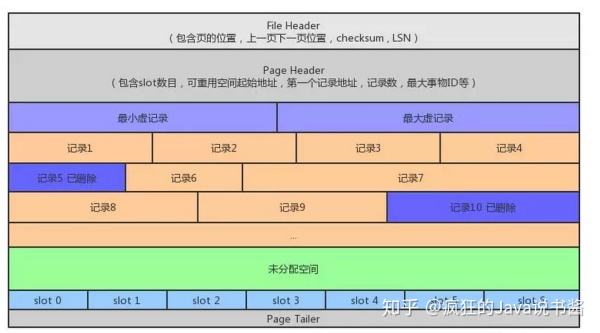 File Header
（包含页的位置，上一页下一页位置，checksum , LSN ）
Page Header
（包含slot数目，可重用空间起始地址，第一个记录地址，记录数，最大事物ID等）
最小虚记录 最大虚记录
记录1 记录2 记录3 记录4
记录5 已删除 记录6 记录7
记录8 记录9 记录10 已删除
...
未分配空间
slot 0 slot 1 slot 2 slot 3 slot 4
知乎 @疯狂的Java说书酱
Page Tailer